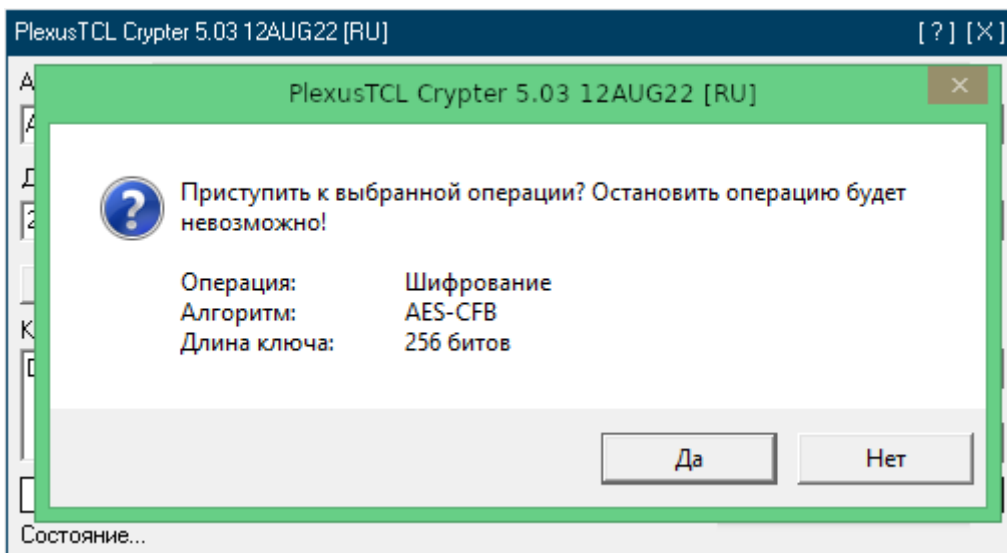 PlexusTCL Crypter 5.03 12AUG22 [RU] [?] [X]
PlexusTCL Crypter 5.03 12AUG22 [RU]
Приступить к выбранной операции? Остановить операцию будет
невозможно!
Операция: Шифрование
Алгоритм: AES-CFB
Длина ключа: 256 битов
Да Нет
Состояние...